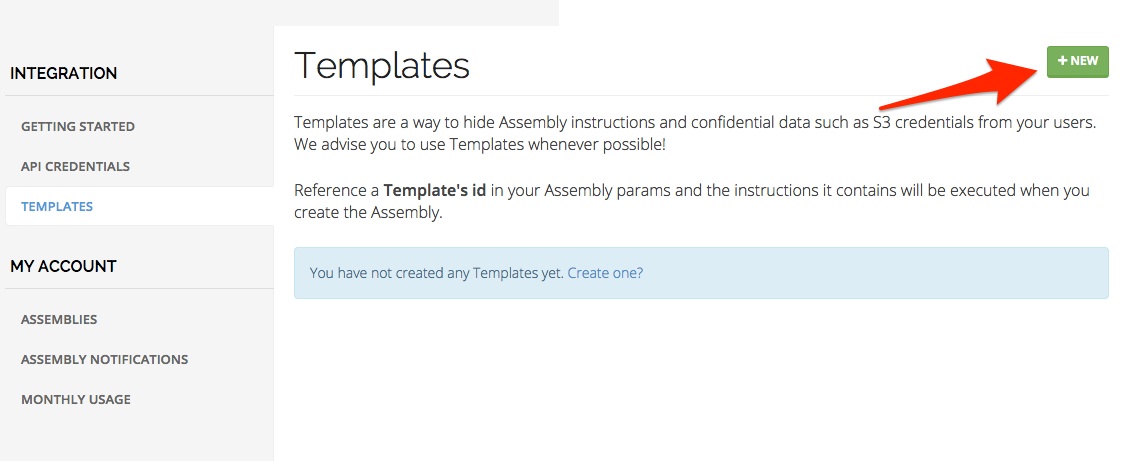 INTEGRATION
GETTING STARTED
API CREDENTIALS
TEMPLATES
MY ACCOUNT
ASSEMBLIES
ASSEMBLY NOTIFICATIONS
MONTHLY USAGE
Templates
+ NEW
Templates are a way to hide Assembly instructions and confidential data such as S3 credentials from your users.
We advise you to use Templates whenever possible!
Reference a Template's id in your Assembly params and the instructions it contains will be executed when you
create the Assembly.
You have not created any Templates yet. Create one?